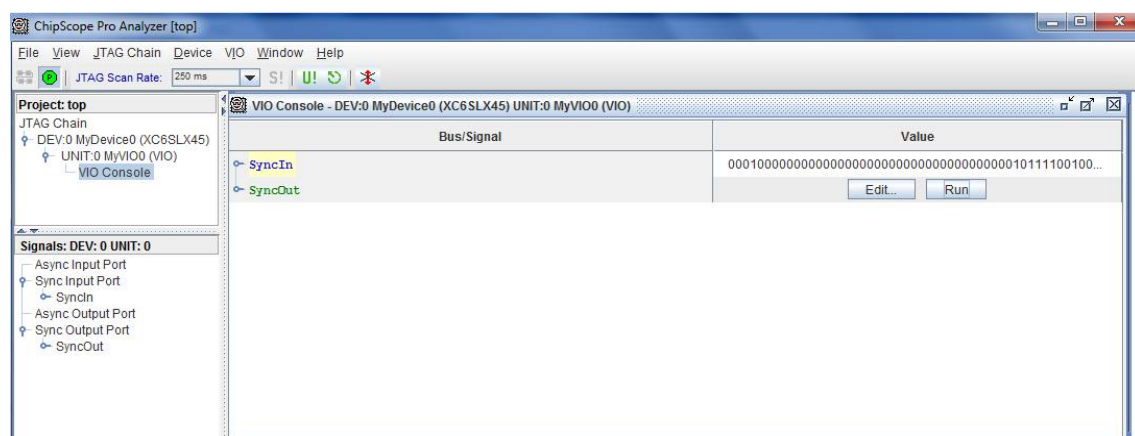 ChipScope Pro Analyzer [top]
File View JTAG Chain Device VIO Window Help
JTAG Scan Rate: 250 ms S! U!
Project: top
JTAG Chain
DEV:0 MyDevice0 (XC6SLX45)
UNIT:0 MyVIO0 (VIO)
VIO Console
Signals: DEV: 0 UNIT: 0
Async Input Port
Sync Input Port
SyncIn
Async Output Port
Sync Output Port
SyncOut
VIO Console - DEV:0 MyDevice0 (XC6SLX45) UNIT:0 MyVIO0 (VIO)
Bus/Signal Value
SyncIn
SyncOut Edit... Run